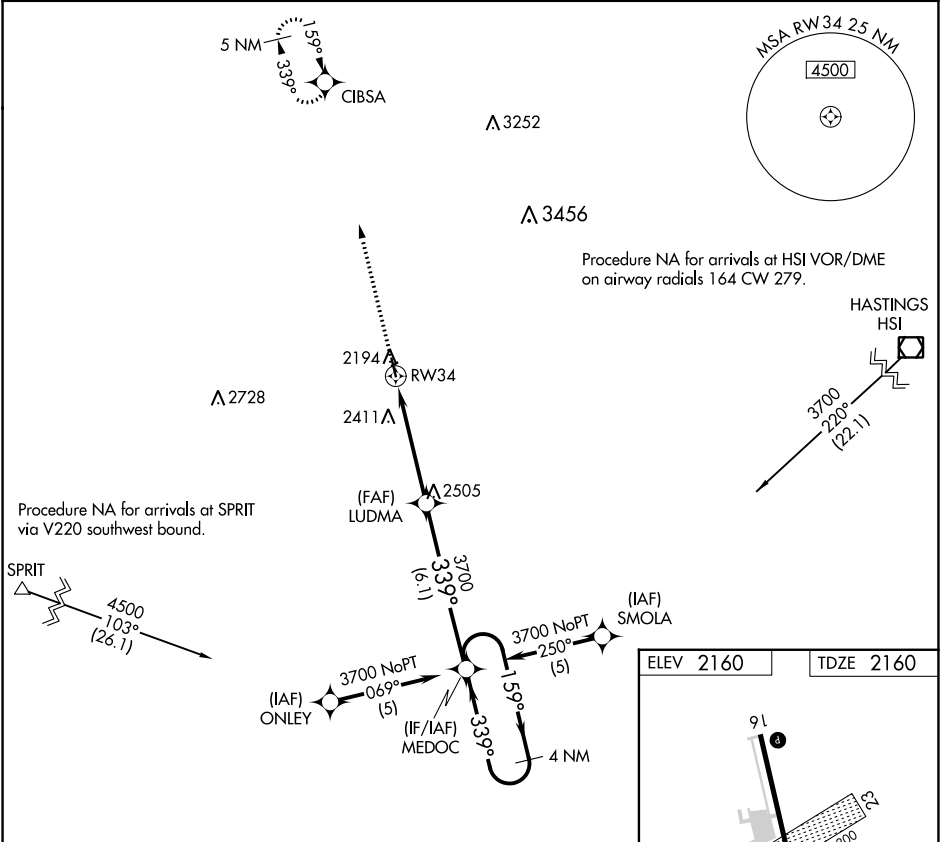 MSA RW34 25 NM
4500
5 NM
159°
339°
CIBSA
3252
3456
Procedure NA for arrivals at HSI VOR/DME
on airway radials 164 CW 279.
HASTINGS
HSI
3700
220°
(22.1)
2194
RW34
2411
2728
(FAF)
LUDMA
2505
Procedure NA for arrivals at SPRIT
via V220 southwest bound.
SPRIT
4500
103°
(26.1)
3700
339°
(6.1)
(IAF)
SMOLA
3700 NoPT
250°
(5)
3700 NoPT
069°
(5)
(IAF)
ONLEY
(IF/IAF)
MEDOC
339°
159°
4 NM
ELEV 2160
TDZE 2160
16
P
23